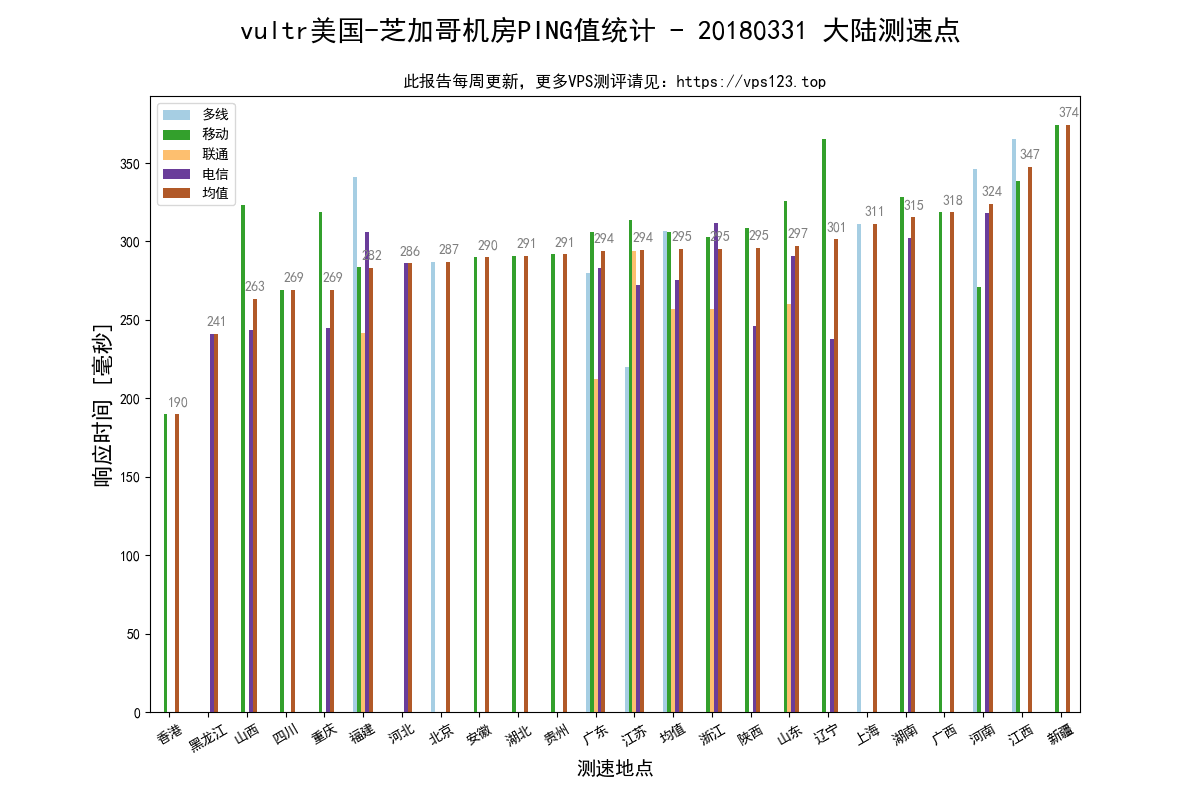 vultr美国-芝加哥机房PING值统计 - 20180331 大陆测速点
此报告每周更新, 更多VPS测评请见: https://vps123.top
多线
移动
联通
电信
均值
350
300
250
200
150
100
50
0
响应时间 [毫秒]
190
241
263
269
269
282
286
287
290
291
291
294
294
295
295
295
297
301
311
315
318
324
347
374
香港
黑龙江
山西
四川
重庆
福建
河北
北京
安徽
湖北
贵州
广东
江苏
均值
浙江
陕西
山东
辽宁
上海
湖南
广西
河南
江西
新疆
测速地点